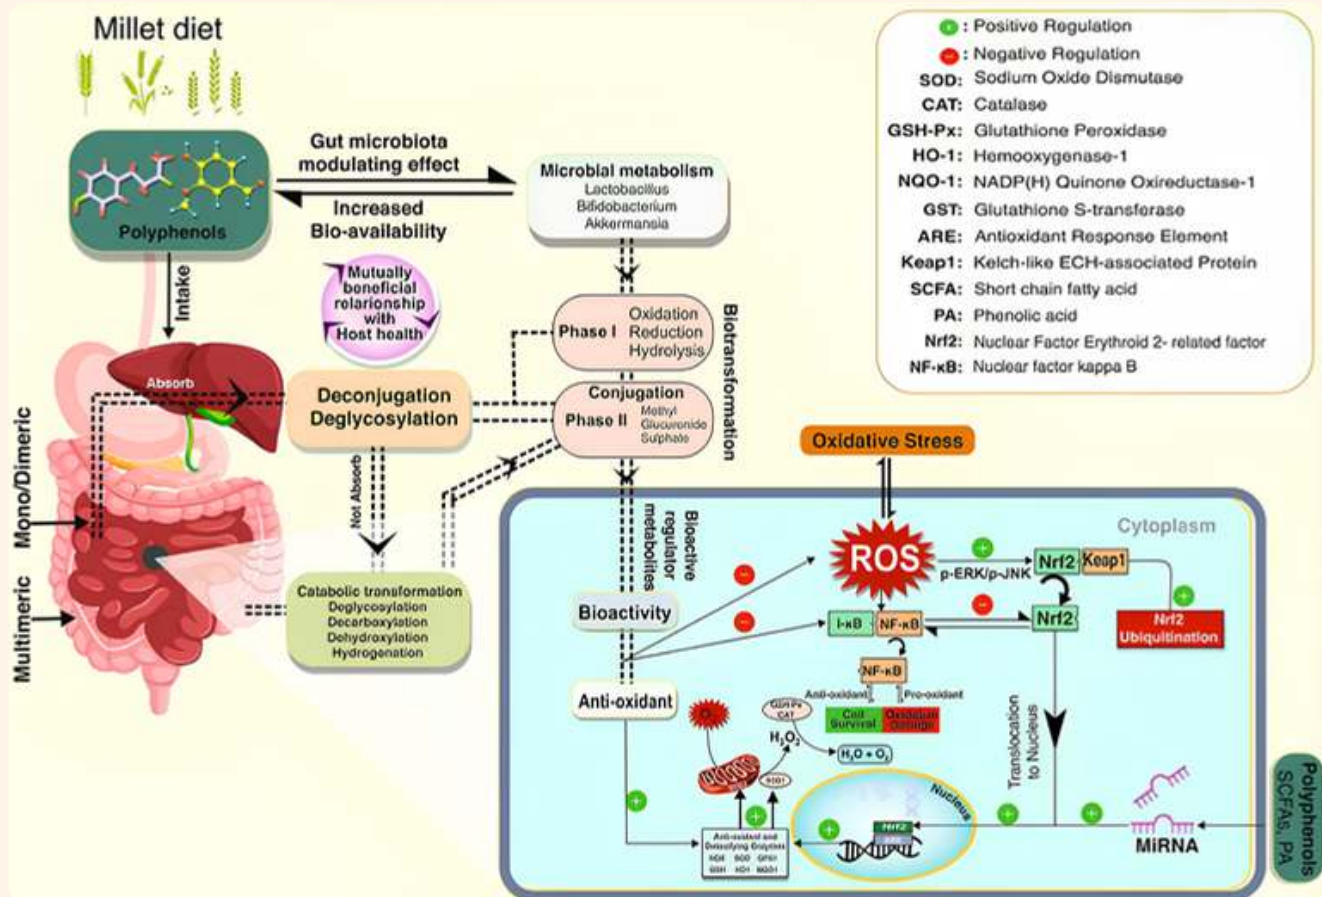 Millet diet
Polyphenols
Gut microbiota
modulating effect
Increased
Bio-availability
Microbial metabolism
Lactobacillus
Bifidobacterium
Akkermansia
Intake
Mutually
beneficial
relarionship
with
Host health
Phase I
Oxidation
Reduction
Hydrolysis
Conjugation
Phase II
Methyl
Glucuronide
Sulphate
Biotransformation
Absorb
Deconjugation
Deglycosylation
Not Absorb
Mono/Dimeric
Multimeric
Catabolic transformation
Deglycosylation
Decarboxylation
Dehydroxylation
Hydrogenation
Bioactive
regulator
metabolites
Bioactivity
Anti-oxidant
+ : Positive Regulation
− : Negative Regulation
SOD: Sodium Oxide Dismutase
CAT: Catalase
GSH-Px: Glutathione Peroxidase
HO-1: Hemooxygenase-1
NQO-1: NADP(H) Quinone Oxireductase-1
GST: Glutathione S-transferase
ARE: Antioxidant Response Element
Keap1: Kelch-like ECH-associated Protein
SCFA: Short chain fatty acid
PA: Phenolic acid
Nrf2: Nuclear Factor Erythroid 2- related factor
NF-κB: Nuclear factor kappa B
Oxidative Stress
Cytoplasm
ROS
p-ERK/p-JNK
Nrf2
Keap1
Nrf2
Nrf2
Ubiquitination
I-κB
NF-κB
NF-κB
Anti-oxidant
Pro-oxidant
Cell
Survival
Oxidation
Damage
CAT
H₂O₂
H₂O + O₂
SOD1
Translocation
to Nucleus
Nucleus
Nrf2
Anti-oxidant and
Detoxifying Enzymes
SOD
GSH
MiRNA
Polyphenols
SCFAs, PA